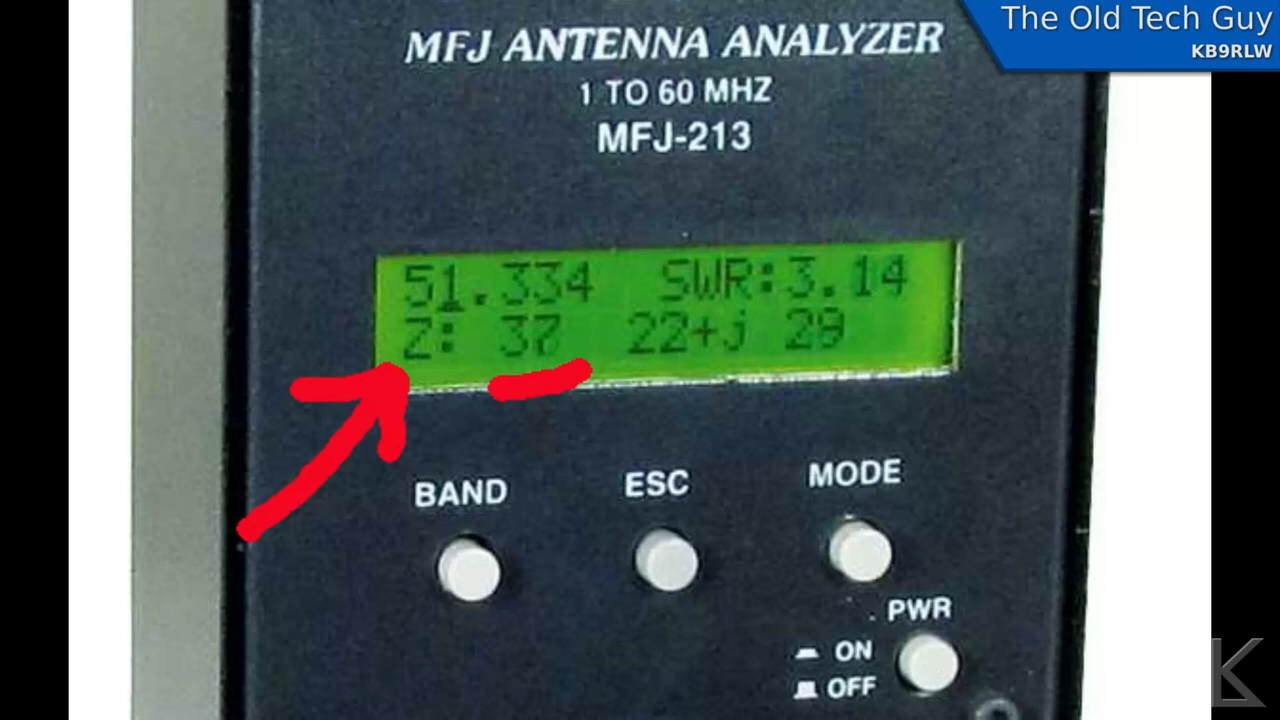 The Old Tech Guy
KB9RLW
MFJ ANTENNA ANALYZER
1 TO 60 MHZ
MFJ-213
51.334 SWR:3.14
Z: 37 22+j 29
BAND
ESC
MODE
PWR
ON
OFF
K